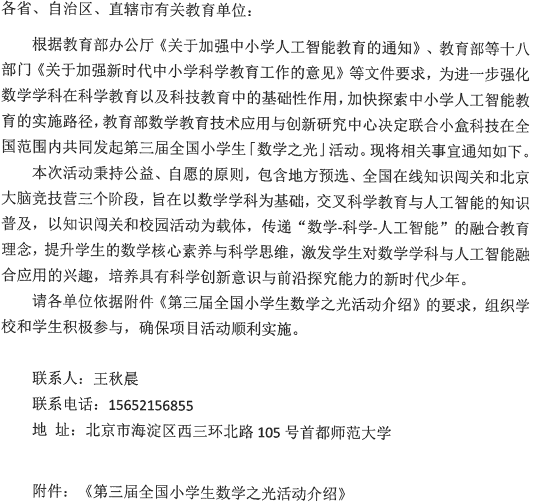 各省、自治区、直辖市有关教育单位：
根据教育部办公厅《关于加强中小学人工智能教育的通知》、教育部等十八
部门《关于加强新时代中小学科学教育工作的意见》等文件要求，为进一步强化
数学学科在科学教育以及科技教育中的基础性作用，加快探索中小学人工智能教
育的实施路径，教育部数学教育技术应用与创新研究中心决定联合小盒科技在全
国范围内共同发起第三届全国小学生「数学之光」活动。现将相关事宜通知如下。
本次活动秉持公益、自愿的原则，包含地方预选、全国在线知识闯关和北京
大脑竞技营三个阶段，旨在以数学学科为基础，交叉科学教育与人工智能的知识
普及，以知识闯关和校园活动为载体，传递“数学-科学-人工智能”的融合教育
理念，提升学生的数学核心素养与科学思维，激发学生对数学学科与人工智能融
合应用的兴趣，培养具有科学创新意识与前沿探究能力的新时代少年。
请各单位依据附件《第三届全国小学生数学之光活动介绍》的要求，组织学
校和学生积极参与，确保项目活动顺利实施。
联系人：王秋晨
联系电话：15652156855
地 址：北京市海淀区西三环北路 105 号首都师范大学
附件：《第三届全国小学生数学之光活动介绍》